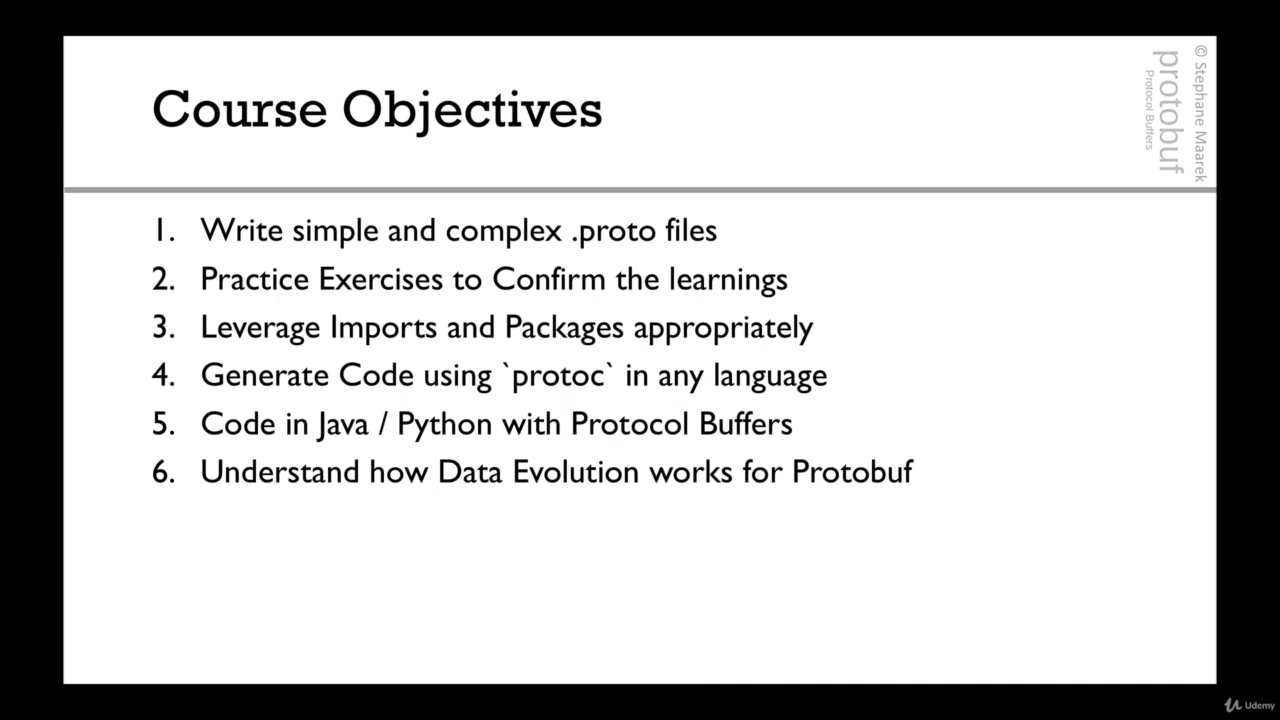 Course Objectives
© Stephane Maarek
protobuf
Protocol Buffers
1. Write simple and complex .proto files
2. Practice Exercises to Confirm the learnings
3. Leverage Imports and Packages appropriately
4. Generate Code using `protoc` in any language
5. Code in Java / Python with Protocol Buffers
6. Understand how Data Evolution works for Protobuf
Udemy